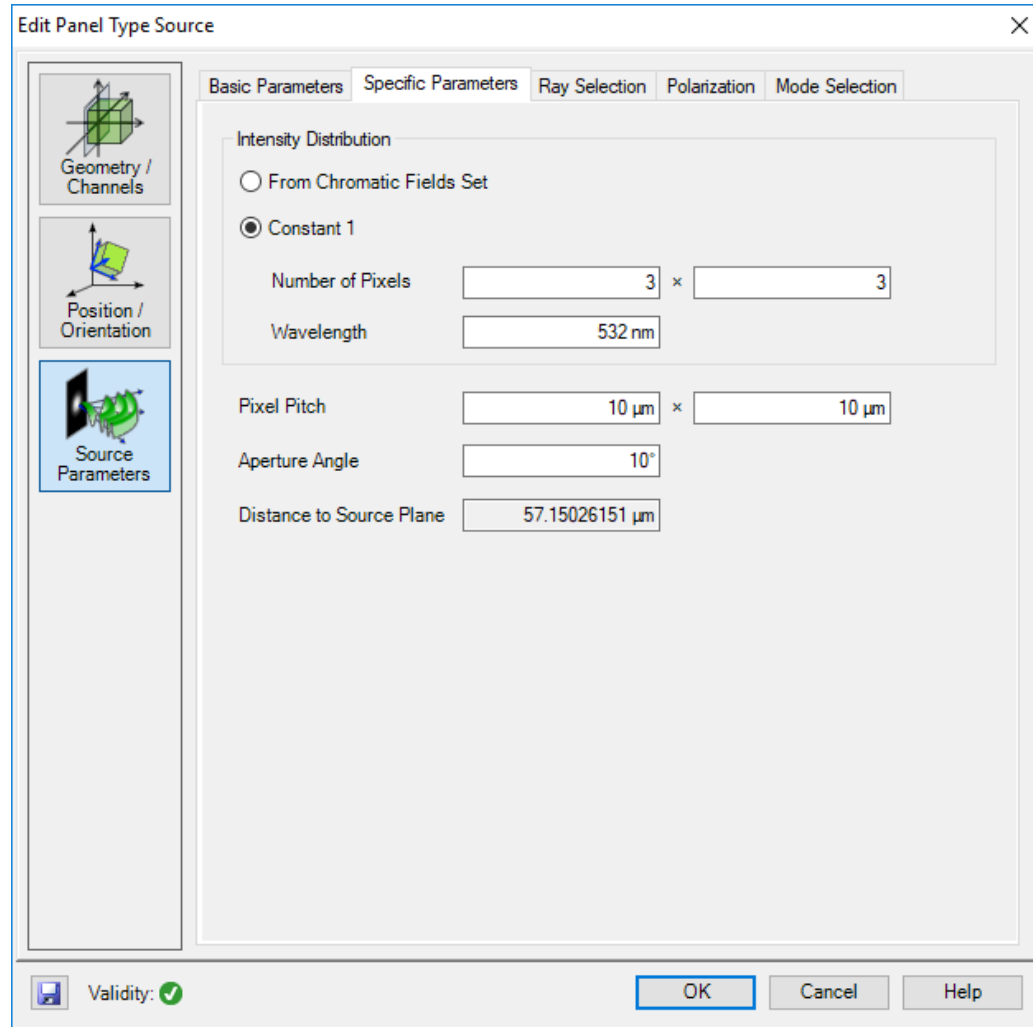 Edit Panel Type Source
Geometry /
Channels
Position /
Orientation
Source
Parameters
Basic Parameters Specific Parameters Ray Selection Polarization Mode Selection
Intensity Distribution
From Chromatic Fields Set
Constant 1
Number of Pixels 3 × 3
Wavelength 532 nm
Pixel Pitch 10 µm × 10 µm
Aperture Angle 10°
Distance to Source Plane 57.15026151 µm
Validity: OK Cancel Help